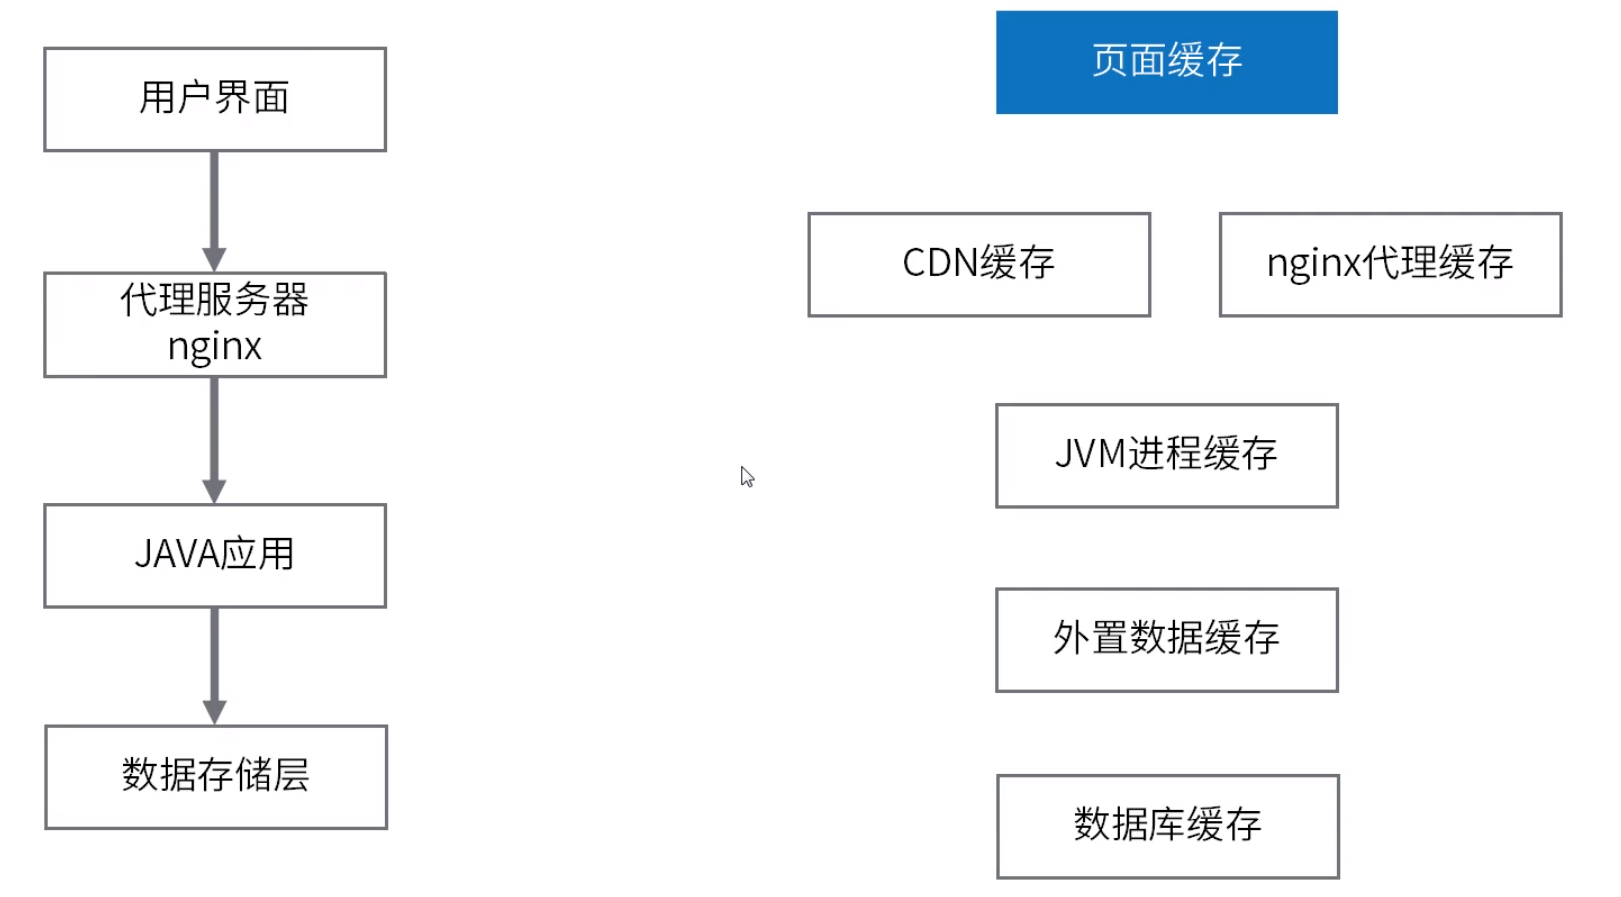 用户界面
代理服务器
nginx
JAVA应用
数据存储层
页面缓存
CDN缓存
nginx代理缓存
JVM进程缓存
外置数据缓存
数据库缓存